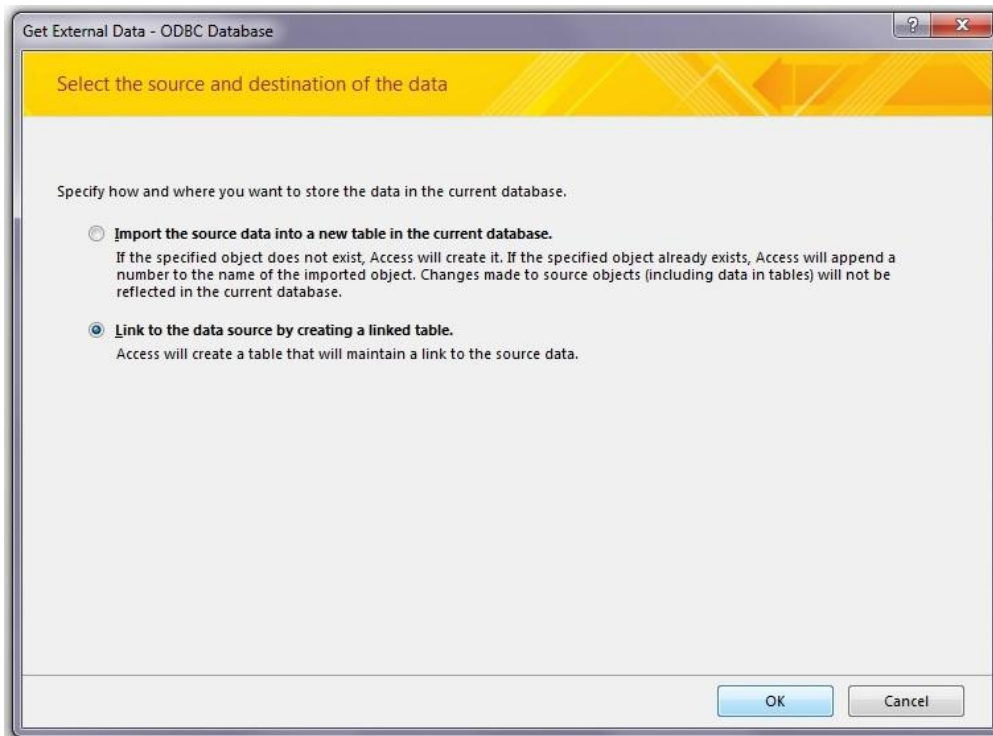 Get External Data - ODBC Database
?
X
Select the source and destination of the data
Specify how and where you want to store the data in the current database.
Import the source data into a new table in the current database.
If the specified object does not exist, Access will create it. If the specified object already exists, Access will append a
number to the name of the imported object. Changes made to source objects (including data in tables) will not be
reflected in the current database.
Link to the data source by creating a linked table.
Access will create a table that will maintain a link to the source data.
OK
Cancel